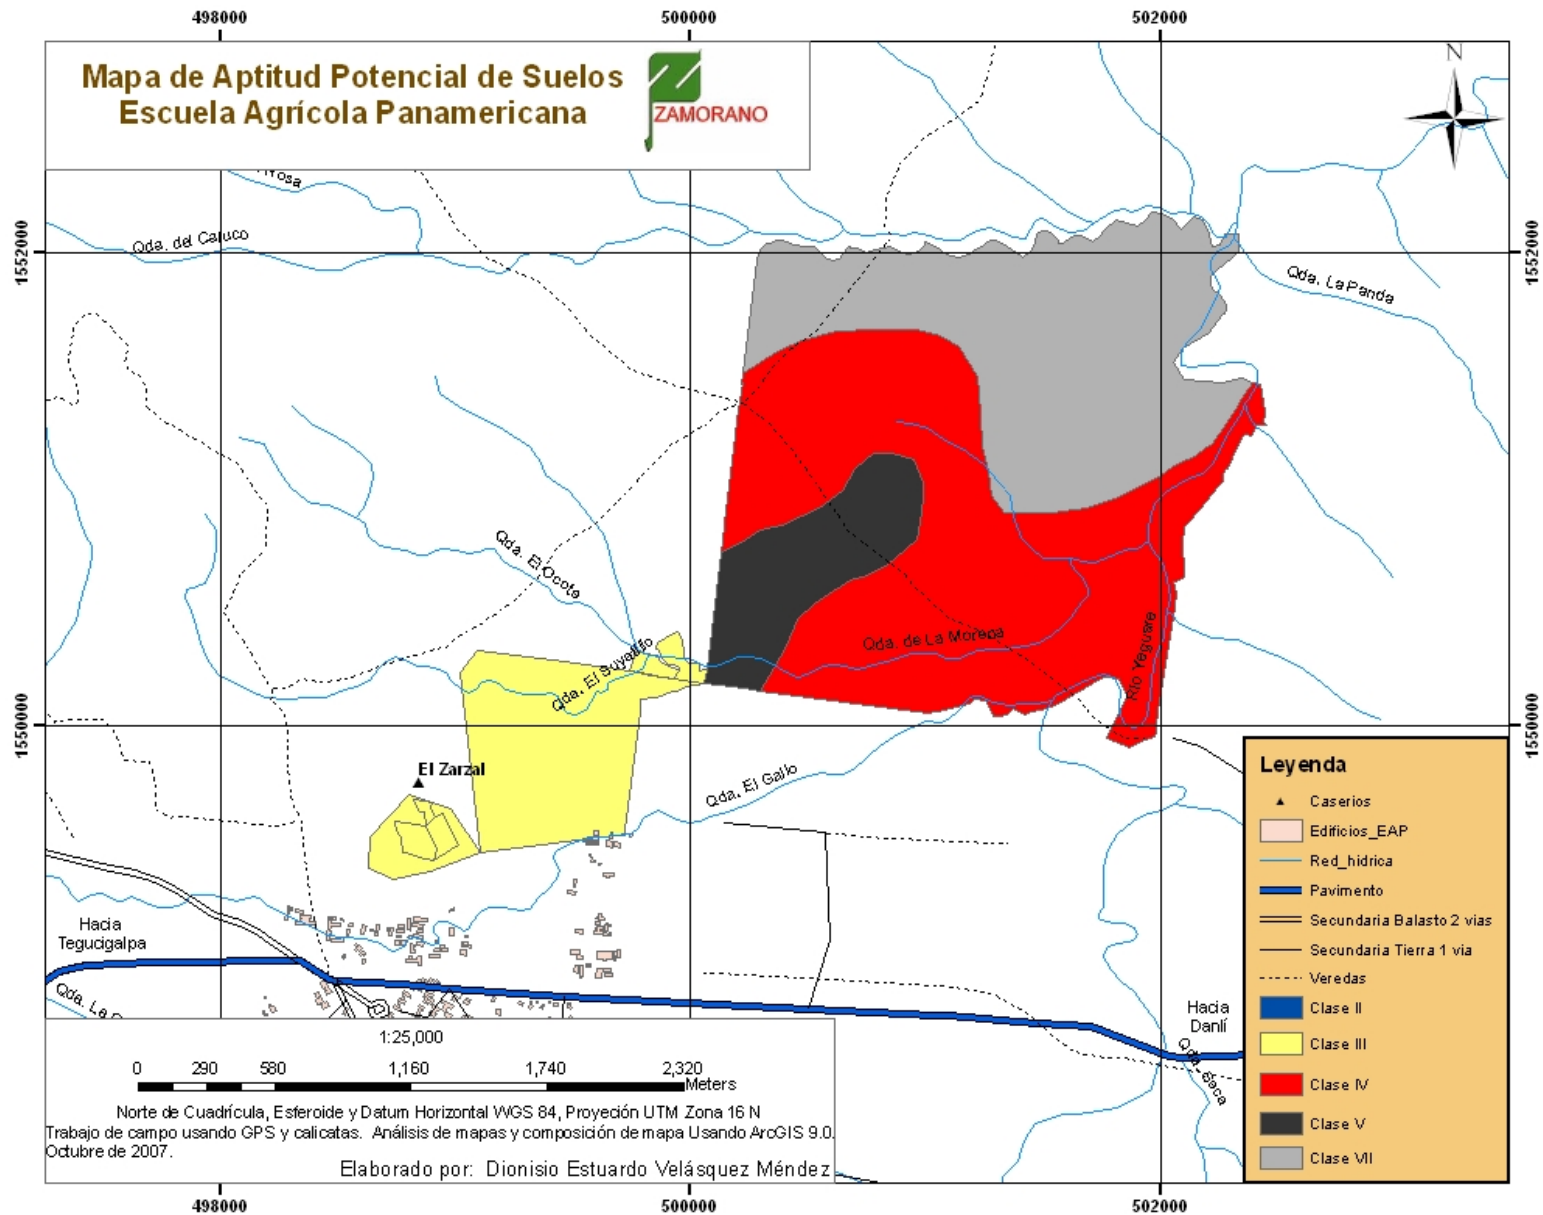 498000
500000
502000
Mapa de Aptitud Potencial de Suelos
Escuela Agrícola Panamericana
ZAMORANO
N
Qda. del Caluco
1552000
1552000
Qda. La Panda
Qda. El Ocote
Qda. El Suyatillo
Qda. de La Morena
Río Yeguare
1550000
1550000
El Zarzal
Qda. El Gallo
Hacia
Tegucigalpa
Qda. La
Hacia
Danlí
Qda. Seca
Leyenda
Caserios
Edificios_EAP
Red_hidrica
Pavimento
Secundaria Balasto 2 vias
Secundaria Tierra 1 via
Veredas
Clase II
Clase III
Clase IV
Clase V
Clase VII
1:25,000
0 290 580 1,160 1,740 2,320
Meters
Norte de Cuadrícula, Esferoide y Datum Horizontal WGS 84, Proyeción UTM Zona 16 N
Trabajo de campo usando GPS y calicatas. Análisis de mapas y composición de mapa Usando ArcGIS 9.0.
Octubre de 2007.
Elaborado por: Dionisio Estuardo Velásquez Méndez
498000
500000
502000